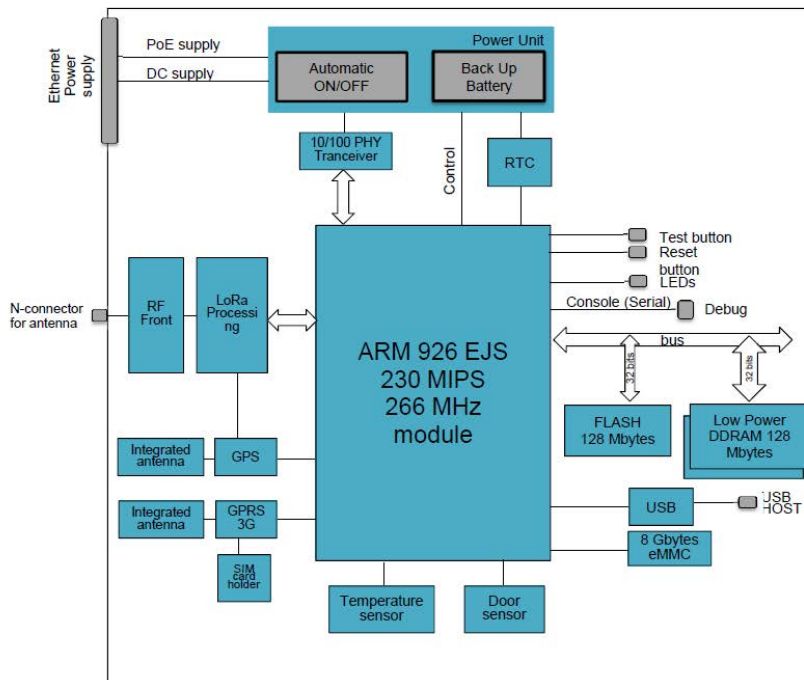 Ethernet
Power
supply
PoE supply
DC supply
Power Unit
Automatic
ON/OFF
Back Up
Battery
10/100 PHY
Tranceiver
Control
RTC
Test button
Reset
button
LEDs
Console (Serial)
Debug
N-connector
for antenna
RF
Front
LoRa
Processi
ng
ARM 926 EJS
230 MIPS
266 MHz
module
bus
32 bits
32 bits
FLASH
128 Mbytes
Low Power
DDRAM 128
Mbytes
Integrated
antenna
GPS
Integrated
antenna
GPRS
3G
SIM
card
holder
USB
USB
HOST
8 Gbytes
eMMC
Temperature
sensor
Door
sensor